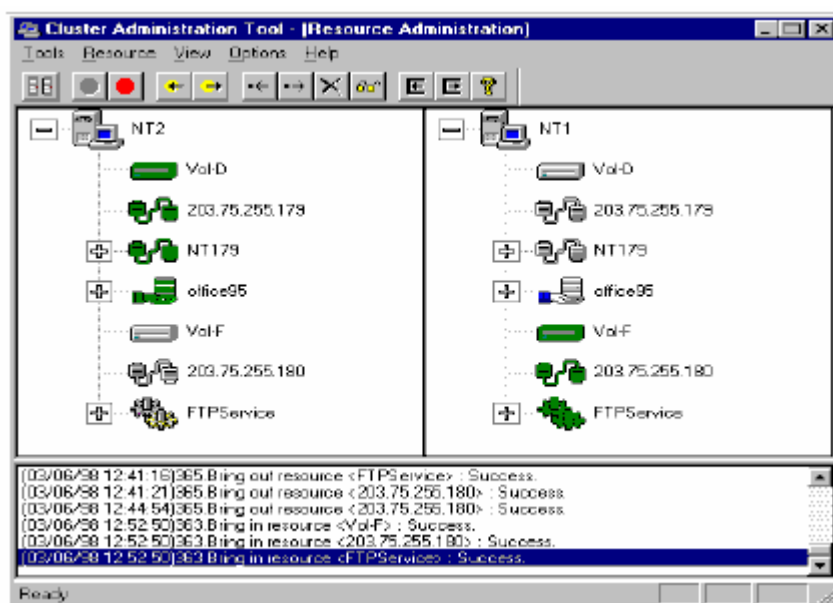 Cluster Administration Tool - [Resource Administration]
Tools Resource View Options Help
NT2
Vol-D
203.75.255.179
NT179
office95
Vol-F
203.75.255.180
FTPService
NT1
Vol-D
203.75.255.179
NT179
office95
Vol-F
203.75.255.180
FTPService
(03/06/98 12:41:16)365.Bring out resource <FTPService> : Success.
(03/06/98 12:41:21)365.Bring out resource <203.75.255.180> : Success.
(03/06/98 12:44:54)365.Bring out resource <203.75.255.180> : Success.
(03/06/98 12:52:50)363.Bring in resource <Vol-F> : Success.
(03/06/98 12:52:50)363.Bring in resource <203.75.255.180> : Success.
(03/06/98 12:52:50)363.Bring in resource <FTPService> : Success.
Ready